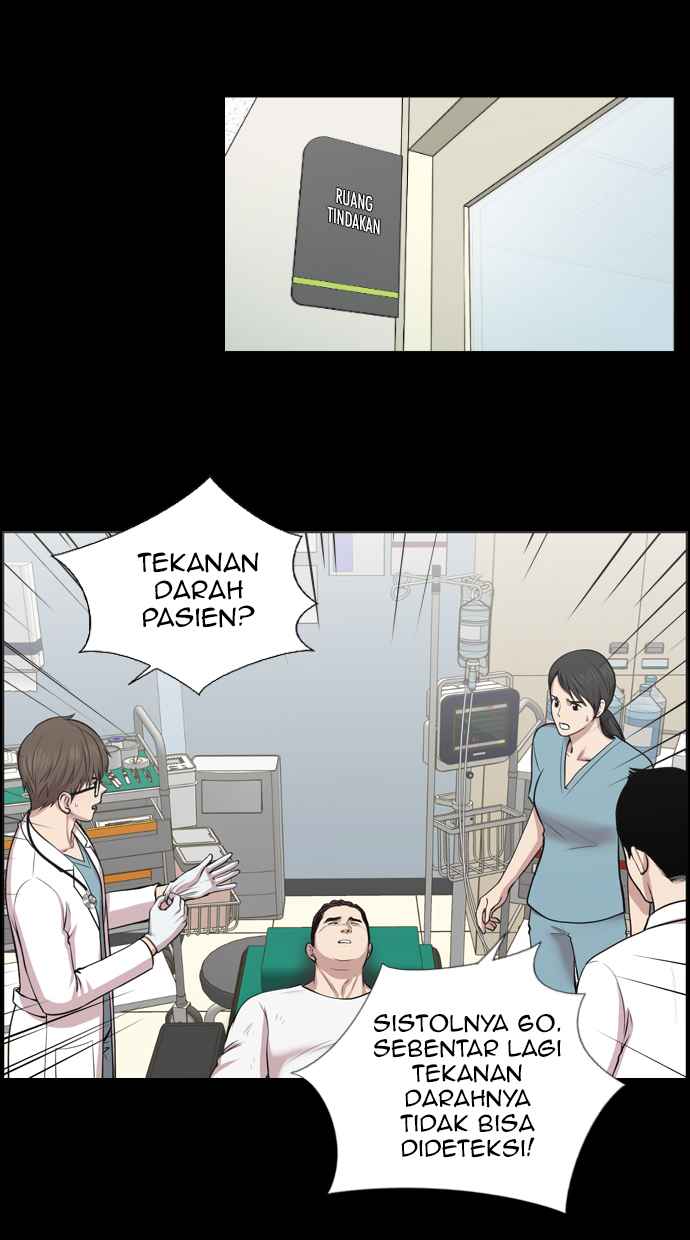 RUANG
TINDAKAN
TEKANAN
DARAH
PASIEN?
SISTOLNYA 60.
SEBENTAR LAGI
TEKANAN
DARAHNYA
TIDAK BISA
DIDETEKSI!